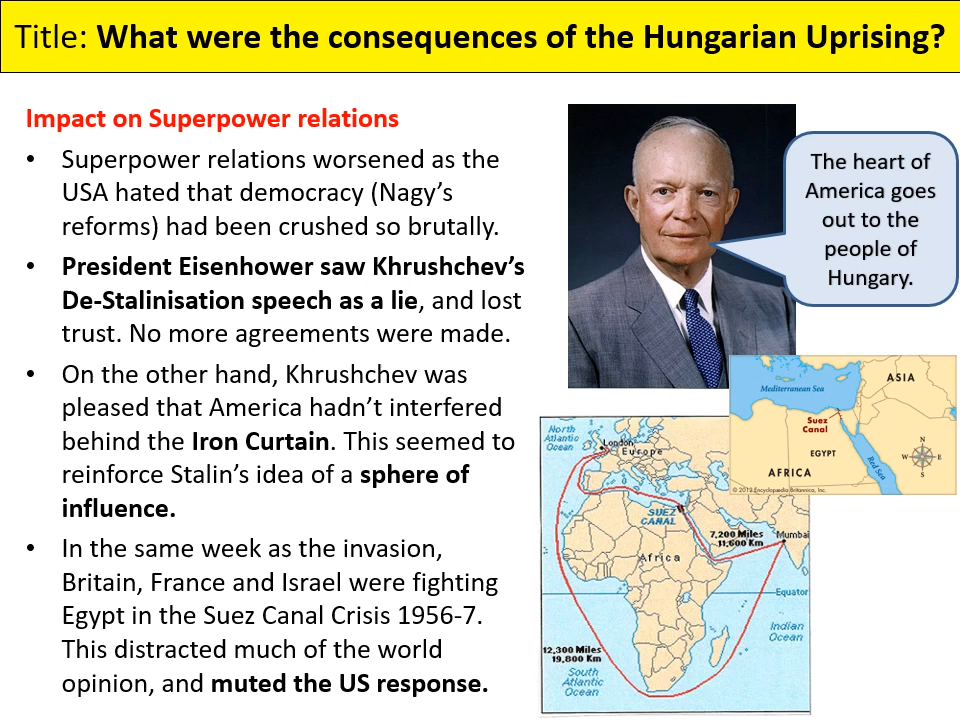 Title: What were the consequences of the Hungarian Uprising?
Impact on Superpower relations
• Superpower relations worsened as the
USA hated that democracy (Nagy's
reforms) had been crushed so brutally.
• President Eisenhower saw Khrushchev's
De-Stalinisation speech as a lie, and lost
trust. No more agreements were made.
• On the other hand, Khrushchev was
pleased that America hadn't interfered
behind the Iron Curtain. This seemed to
reinforce Stalin's idea of a sphere of
influence.
• In the same week as the invasion,
Britain, France and Israel were fighting
Egypt in the Suez Canal Crisis 1956-7.
This distracted much of the world
opinion, and muted the US response.
The heart of
America goes
out to the
people of
Hungary.
Mediterranean Sea
ASIA
Suez
Canal
EGYPT
AFRICA
Red Sea
N
W
E
S
© 2012 Encyclopædia Britannica, Inc.
North
Atlantic
Ocean
London
Europe
SUEZ
CANAL
7,200 Miles
11,600 Km
Mumbai
Africa
Equator
Indian
Ocean
12,300 Miles
19,800 Km
South
Atlantic
Ocean